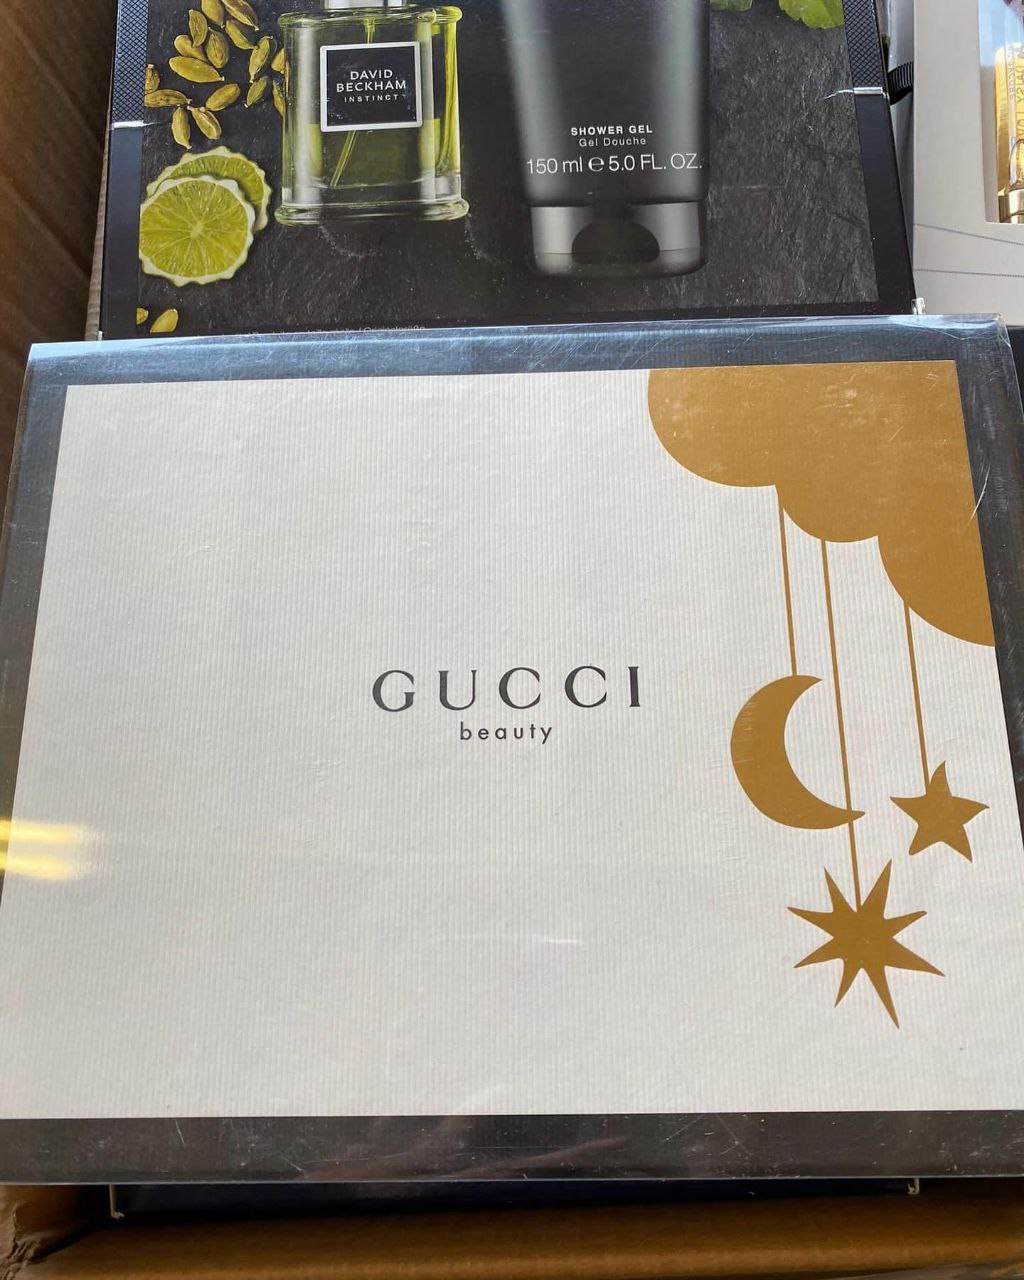 DAVID
BECKHAM
INSTINCT
SHOWER GEL
Gel Douche
150 ml ℮ 5.0 FL. OZ.
GUCCI
beauty